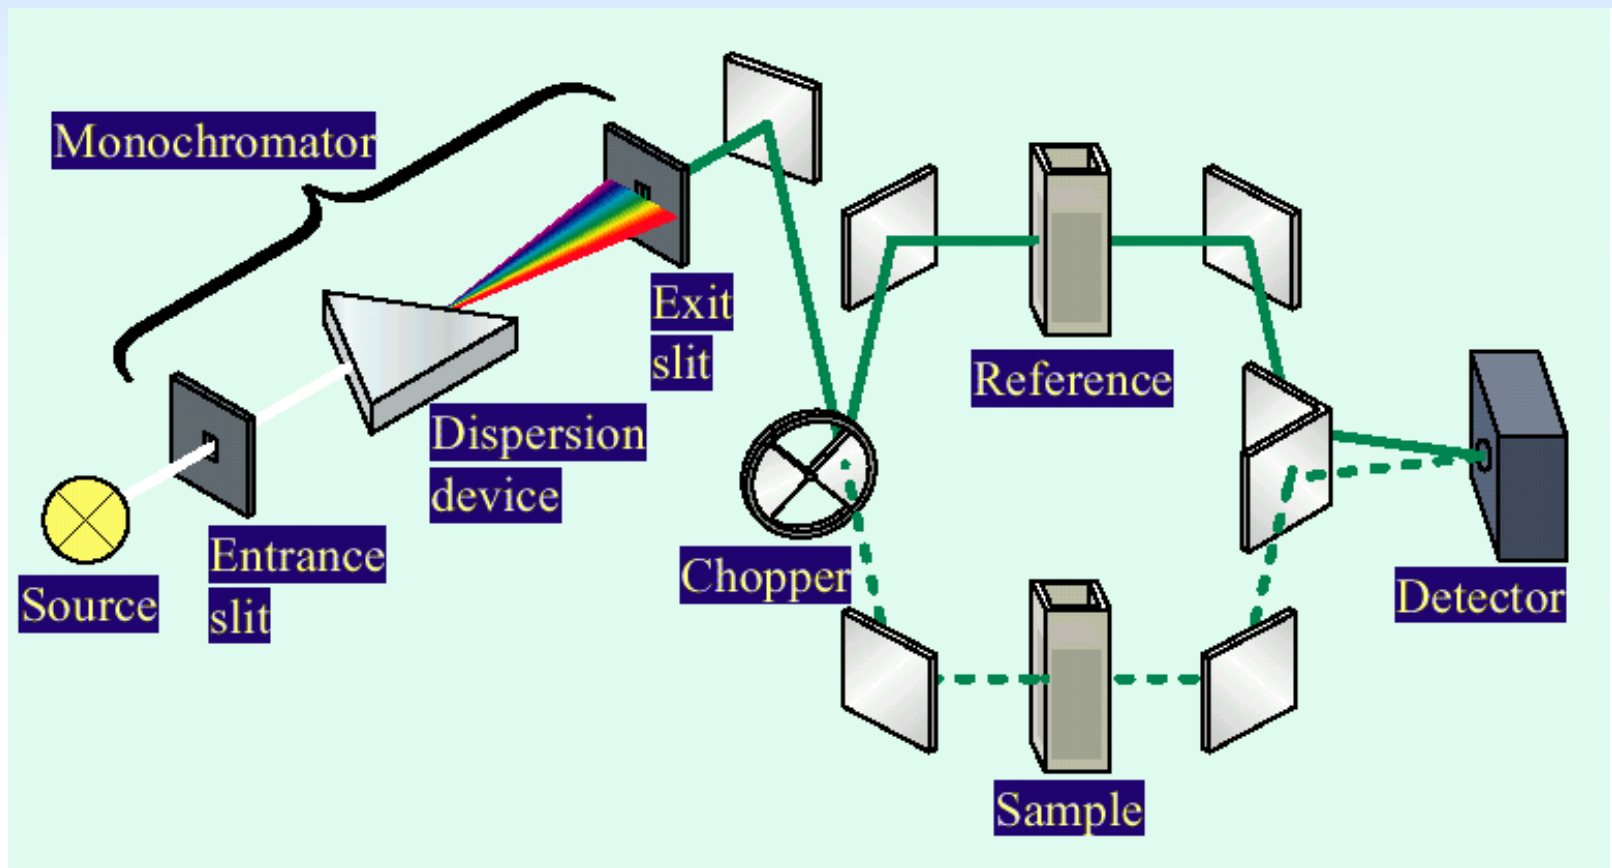 Monochromator
Exit
slit
Reference
Dispersion
device
Entrance
slit
Source
Chopper
Detector
Sample